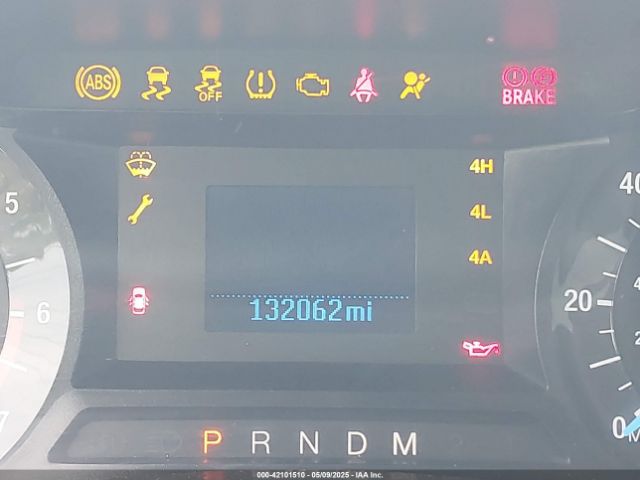 ABS OFF BRAKE
4H
5 4L 40
4A
132062mi 20
6
7 0
P R N D M
000-42101510 - 05/09/2025 - IAA Inc.